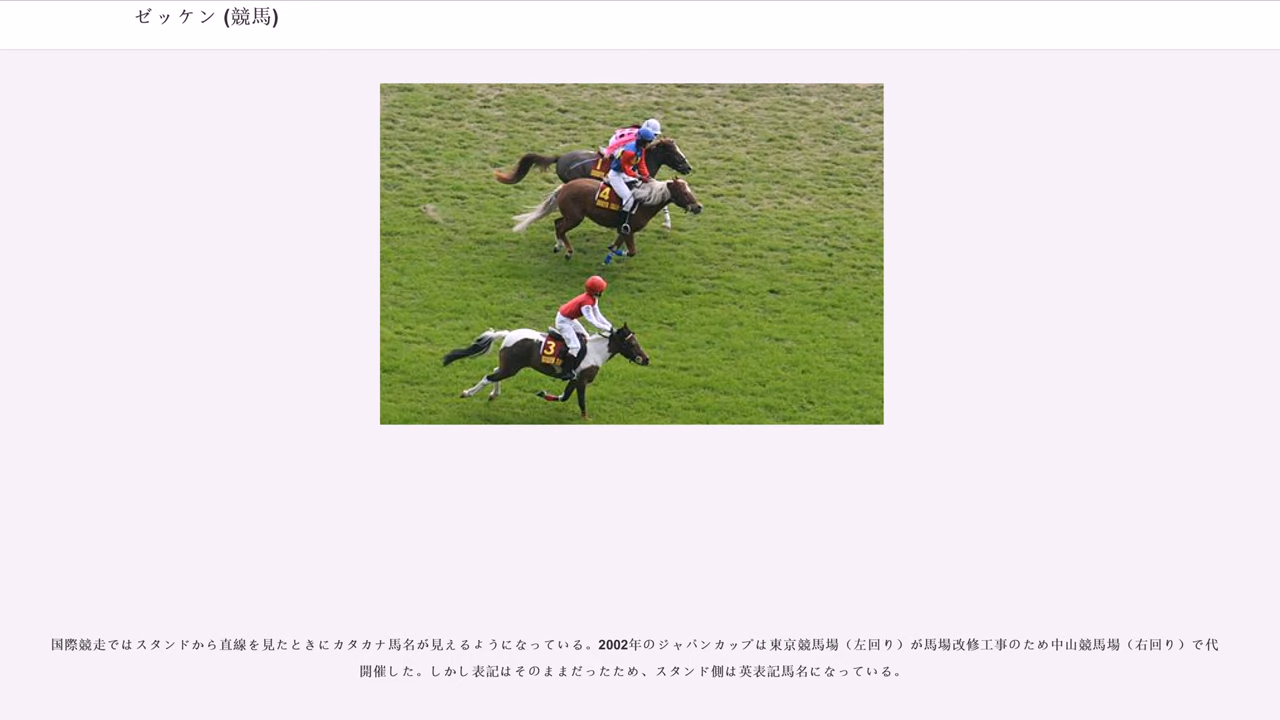 ゼッケン (競馬)
1
4
3
国際競走ではスタンドから直線を見たときにカタカナ馬名が見えるようになっている。2002年のジャパンカップは東京競馬場（左回り）が馬場改修工事のため中山競馬場（右回り）で代
開催した。しかし表記はそのままだったため、スタンド側は英表記馬名になっている。